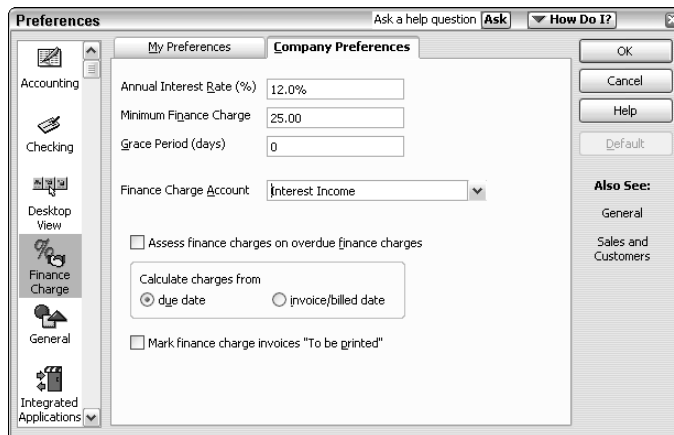 Preferences
Ask a help question Ask
How Do I?
My Preferences
Company Preferences
Accounting
Checking
Desktop
View
Finance
Charge
General
Integrated
Applications
Annual Interest Rate (%) 12.0%
Minimum Finance Charge 25.00
Grace Period (days) 0
Finance Charge Account Interest Income
Assess finance charges on overdue finance charges
Calculate charges from
due date invoice/billed date
Mark finance charge invoices "To be printed"
OK
Cancel
Help
Default
Also See:
General
Sales and
Customers